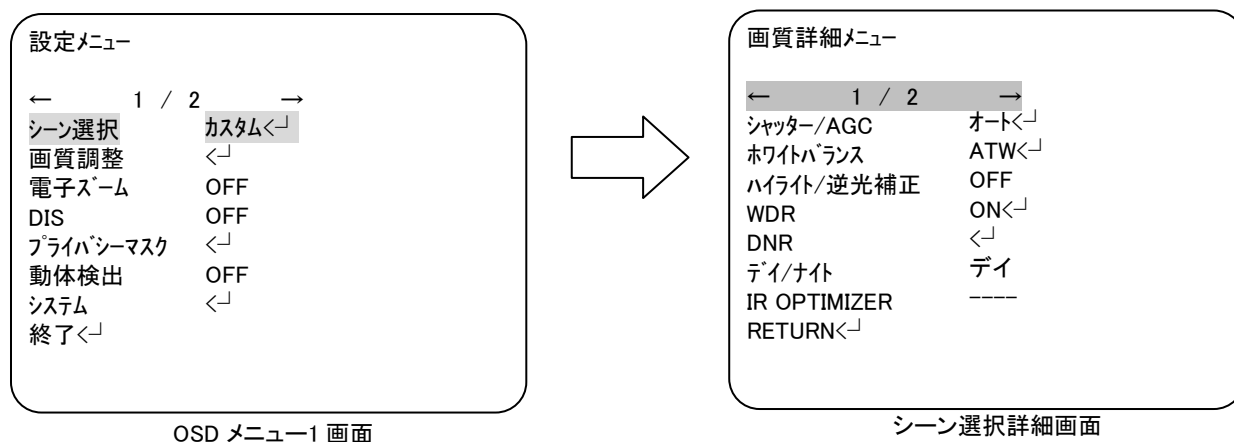 設定ﾒﾆｭｰ
← 1 / 2 →
ｼｰﾝ選択 ｶｽﾀﾑ<┘
画質調整 <┘
電子ｽﾞｰﾑ OFF
DIS OFF
ﾌﾟﾗｲﾊﾞｼｰﾏｽｸ <┘
動体検出 OFF
ｼｽﾃﾑ <┘
終了<┘
OSD メニュー1 画面
画質詳細ﾒﾆｭｰ
← 1 / 2 →
ｼｬｯﾀｰ/AGC ｵｰﾄ<┘
ﾎﾜｲﾄﾊﾞﾗﾝｽ ATW<┘
ﾊｲﾗｲﾄ/逆光補正 OFF
WDR ON<┘
DNR <┘
ﾃﾞｲ/ﾅｲﾄ デイ
IR OPTIMIZER ----
RETURN<┘
シーン選択詳細画面